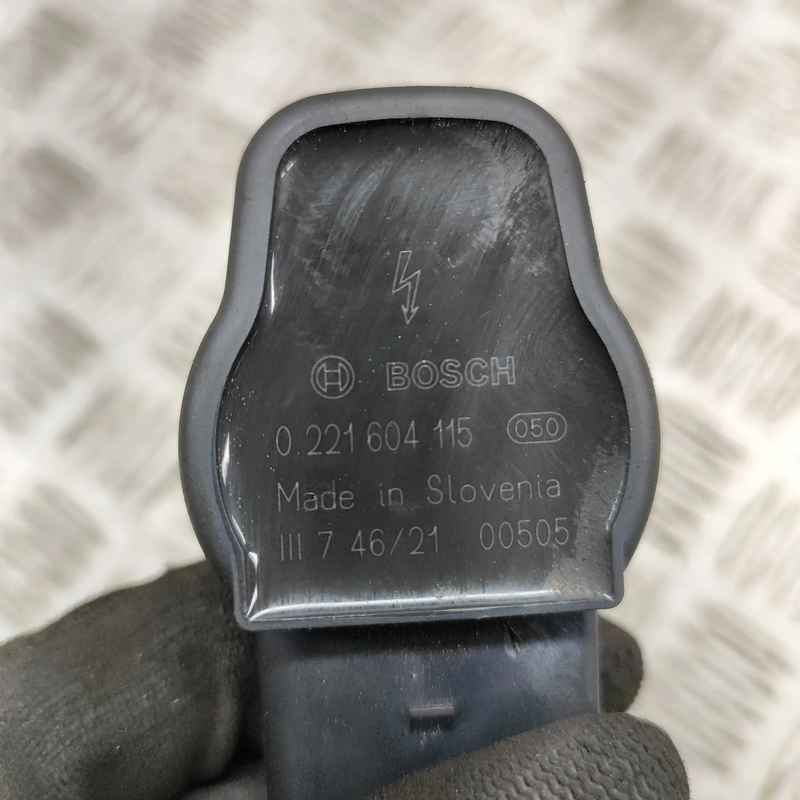 BOSCH
0 221 604 115 050
Made in Slovenia
III 7 46/21 00505